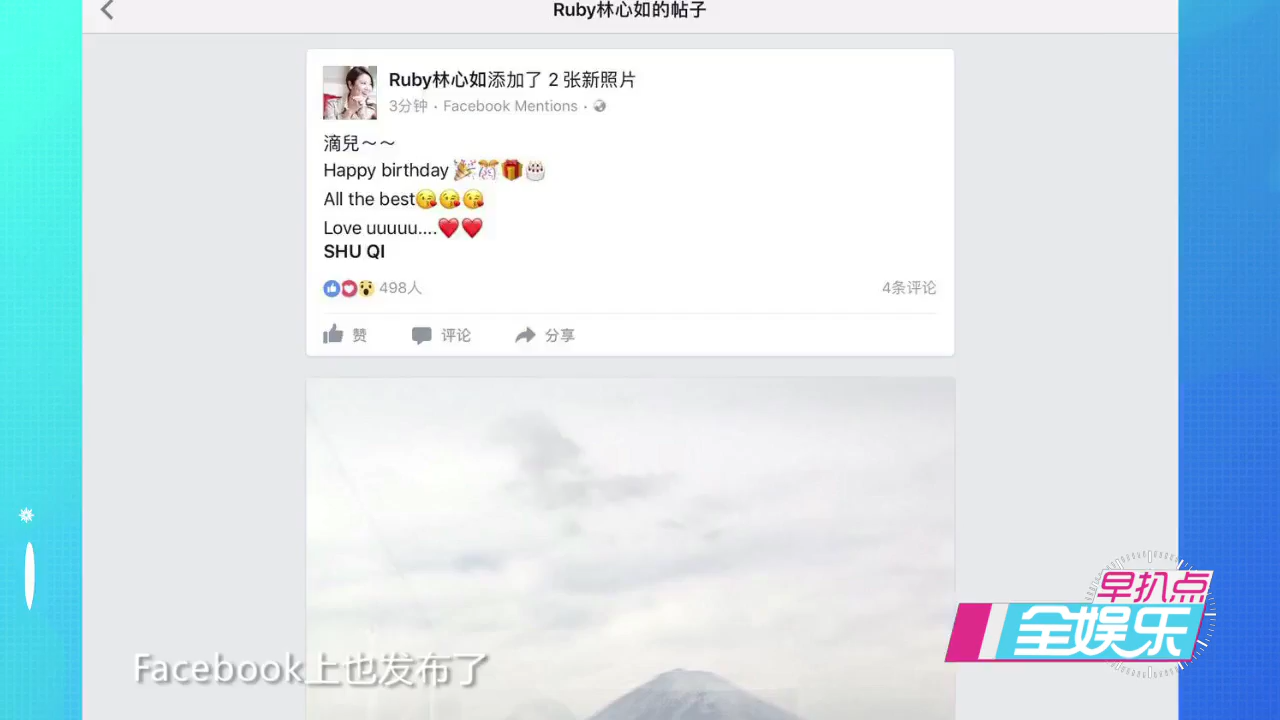 Ruby林心如的帖子
Ruby林心如添加了 2 张新照片
3分钟 · Facebook Mentions ·
滴兒～～
Happy birthday 🎉🎊🎁🎂
All the best😘😘😘
Love uuuuu....❤️❤️
SHU QI
498人
4条评论
赞
评论
分享
早扒点
全娱乐
Facebook上也发布了